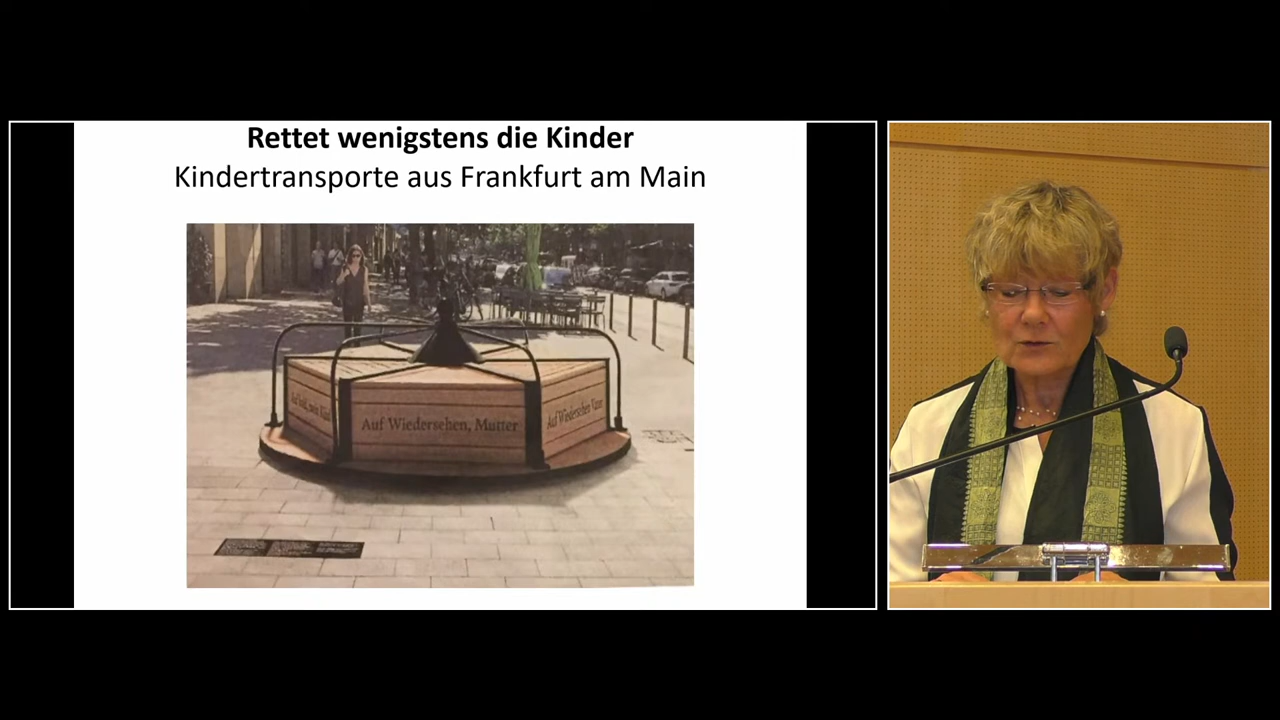 Rettet wenigstens die Kinder
Kindertransporte aus Frankfurt am Main
Auf Wiedersehen, Mutter
Auf Wiedersehen Vater